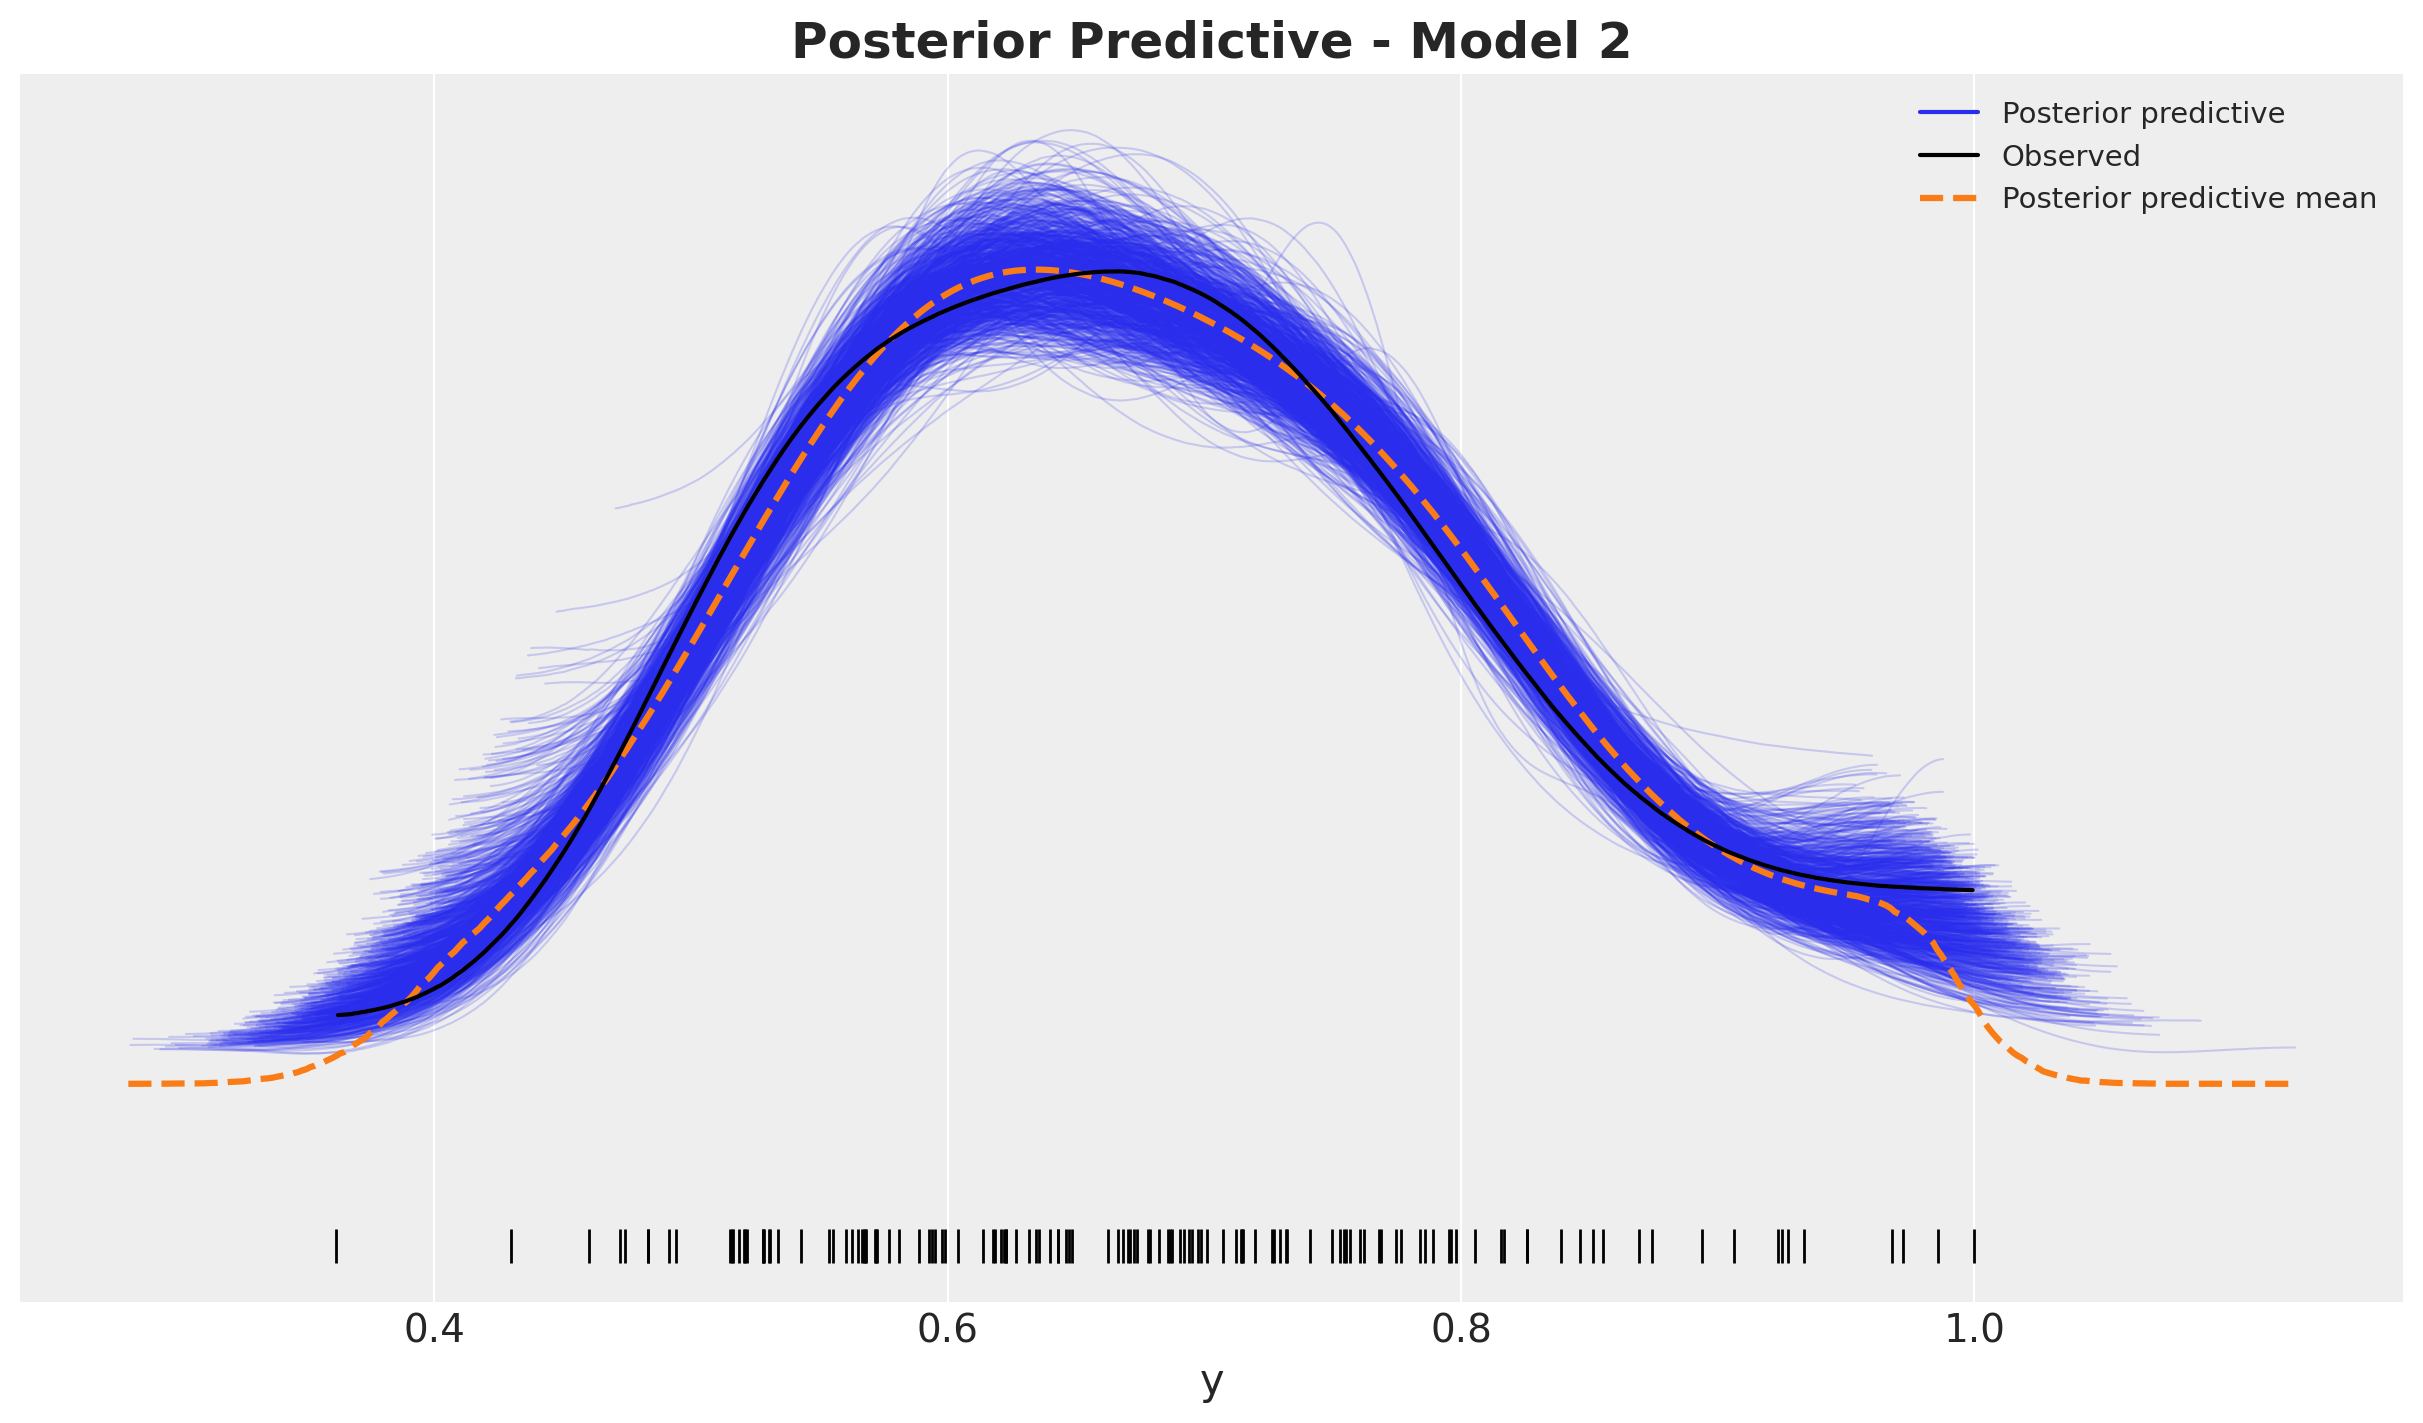 Posterior Predictive - Model 2
Posterior predictive
Observed
Posterior predictive mean
0.4 0.6 0.8 1.0
y